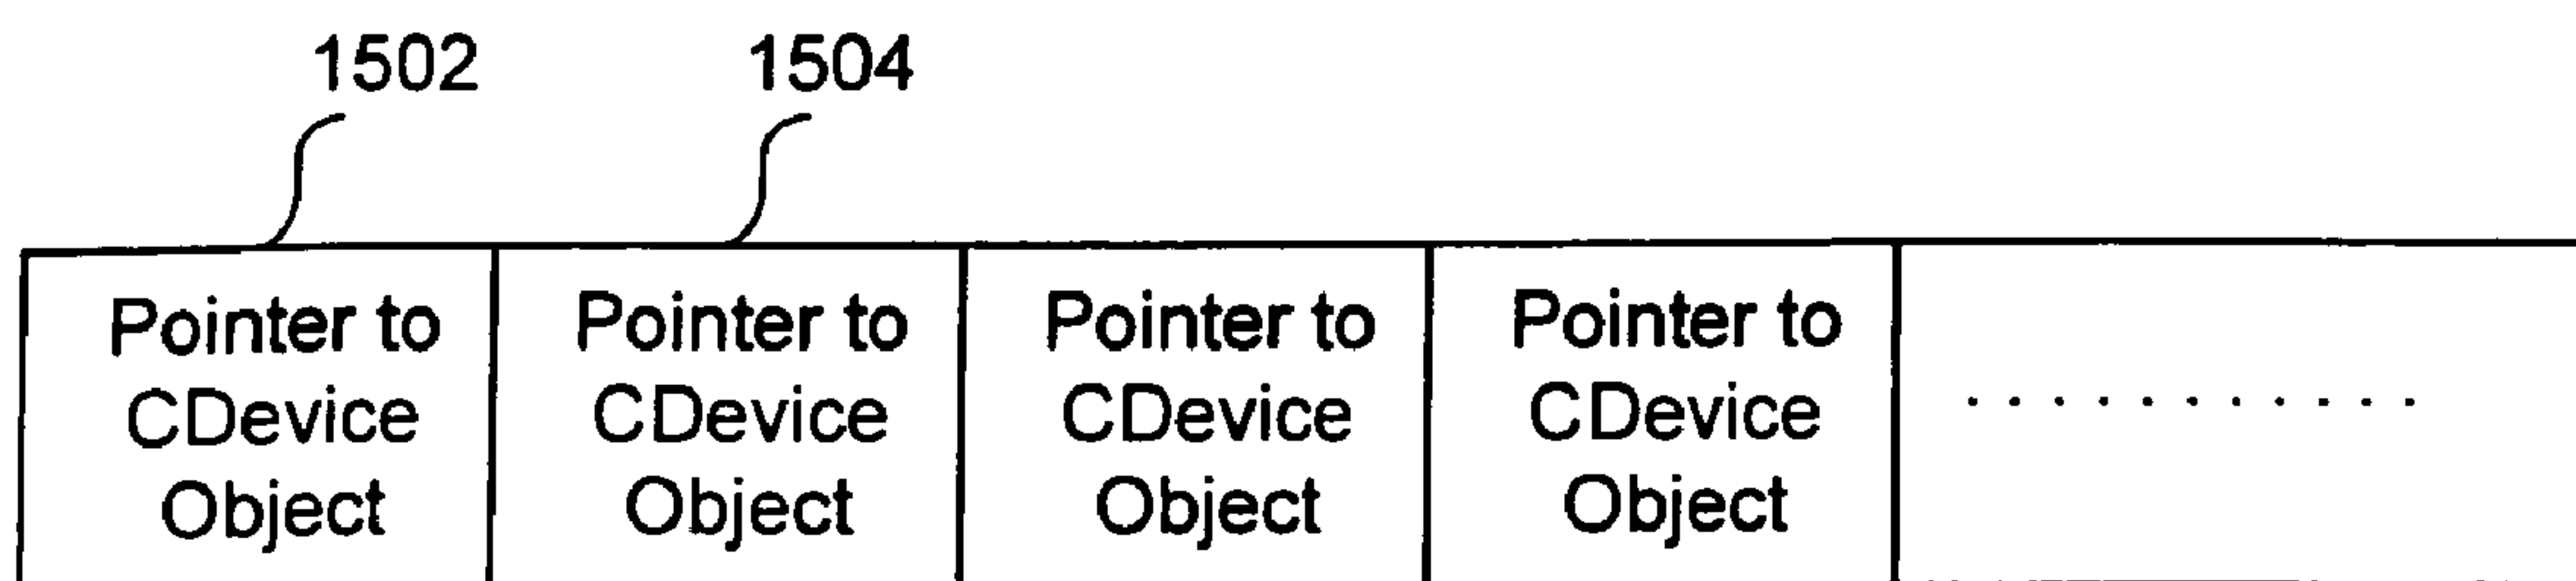 1502 1504
Pointer to CDevice Object
Pointer to CDevice Object
Pointer to CDevice Object
Pointer to CDevice Object
. . . . . . . . . . .